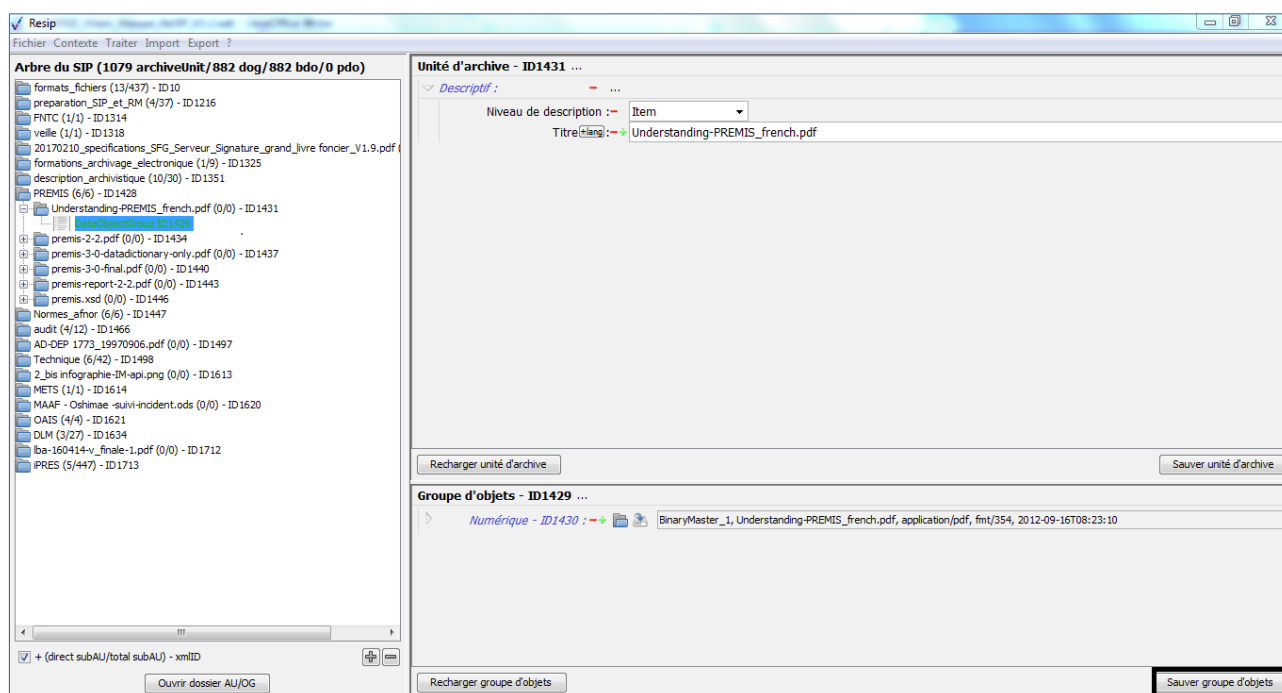 Resip
Fichier Contexte Traiter Import Export ?
Arbre du SIP (1079 archiveUnit/882 dog/882 bdo/0 pdo)
formats_fichiers (13/437) - ID10
preparation_SIP_et_RM (4/37) - ID1216
FNTC (1/1) - ID1314
veille (1/1) - ID1318
20170210_specifications_SFG_Serveur_Signature_grand_livre foncier_V1.9.pdf (
formations_archivage_electronique (1/9) - ID1325
description_archivistique (10/30) - ID1351
PREMIS (6/6) - ID1428
Understanding-PREMIS_french.pdf (0/0) - ID1431
DataObjectGroup ID1429
premis-2-2.pdf (0/0) - ID1434
premis-3-0-datadictionary-only.pdf (0/0) - ID1437
premis-3-0-final.pdf (0/0) - ID1440
premis-report-2-2.pdf (0/0) - ID1443
premis.xsd (0/0) - ID1446
Normes_afnor (6/6) - ID1447
audit (4/12) - ID1466
AD-DEP 1773_19970906.pdf (0/0) - ID1497
Technique (6/42) - ID1498
2_bis infographie-IM-api.png (0/0) - ID1613
METS (1/1) - ID1614
MAAF - Oshimae -suivi-incident.ods (0/0) - ID1620
OAIS (4/4) - ID1621
DLM (3/27) - ID1634
lba-160414-v_finale-1.pdf (0/0) - ID1712
iPRES (5/447) - ID1713
+ (direct subAU/total subAU) - xmlID
Ouvrir dossier AU/OG
Unité d'archive - ID1431 ...
Descriptif : − ...
Niveau de description :− Item
Titre +lang :−+ Understanding-PREMIS_french.pdf
Recharger unité d'archive Sauver unité d'archive
Groupe d'objets - ID1429 ...
Numérique - ID1430 : −+ BinaryMaster_1, Understanding-PREMIS_french.pdf, application/pdf, fmt/354, 2012-09-16T08:23:10
Recharger groupe d'objets Sauver groupe d'objets